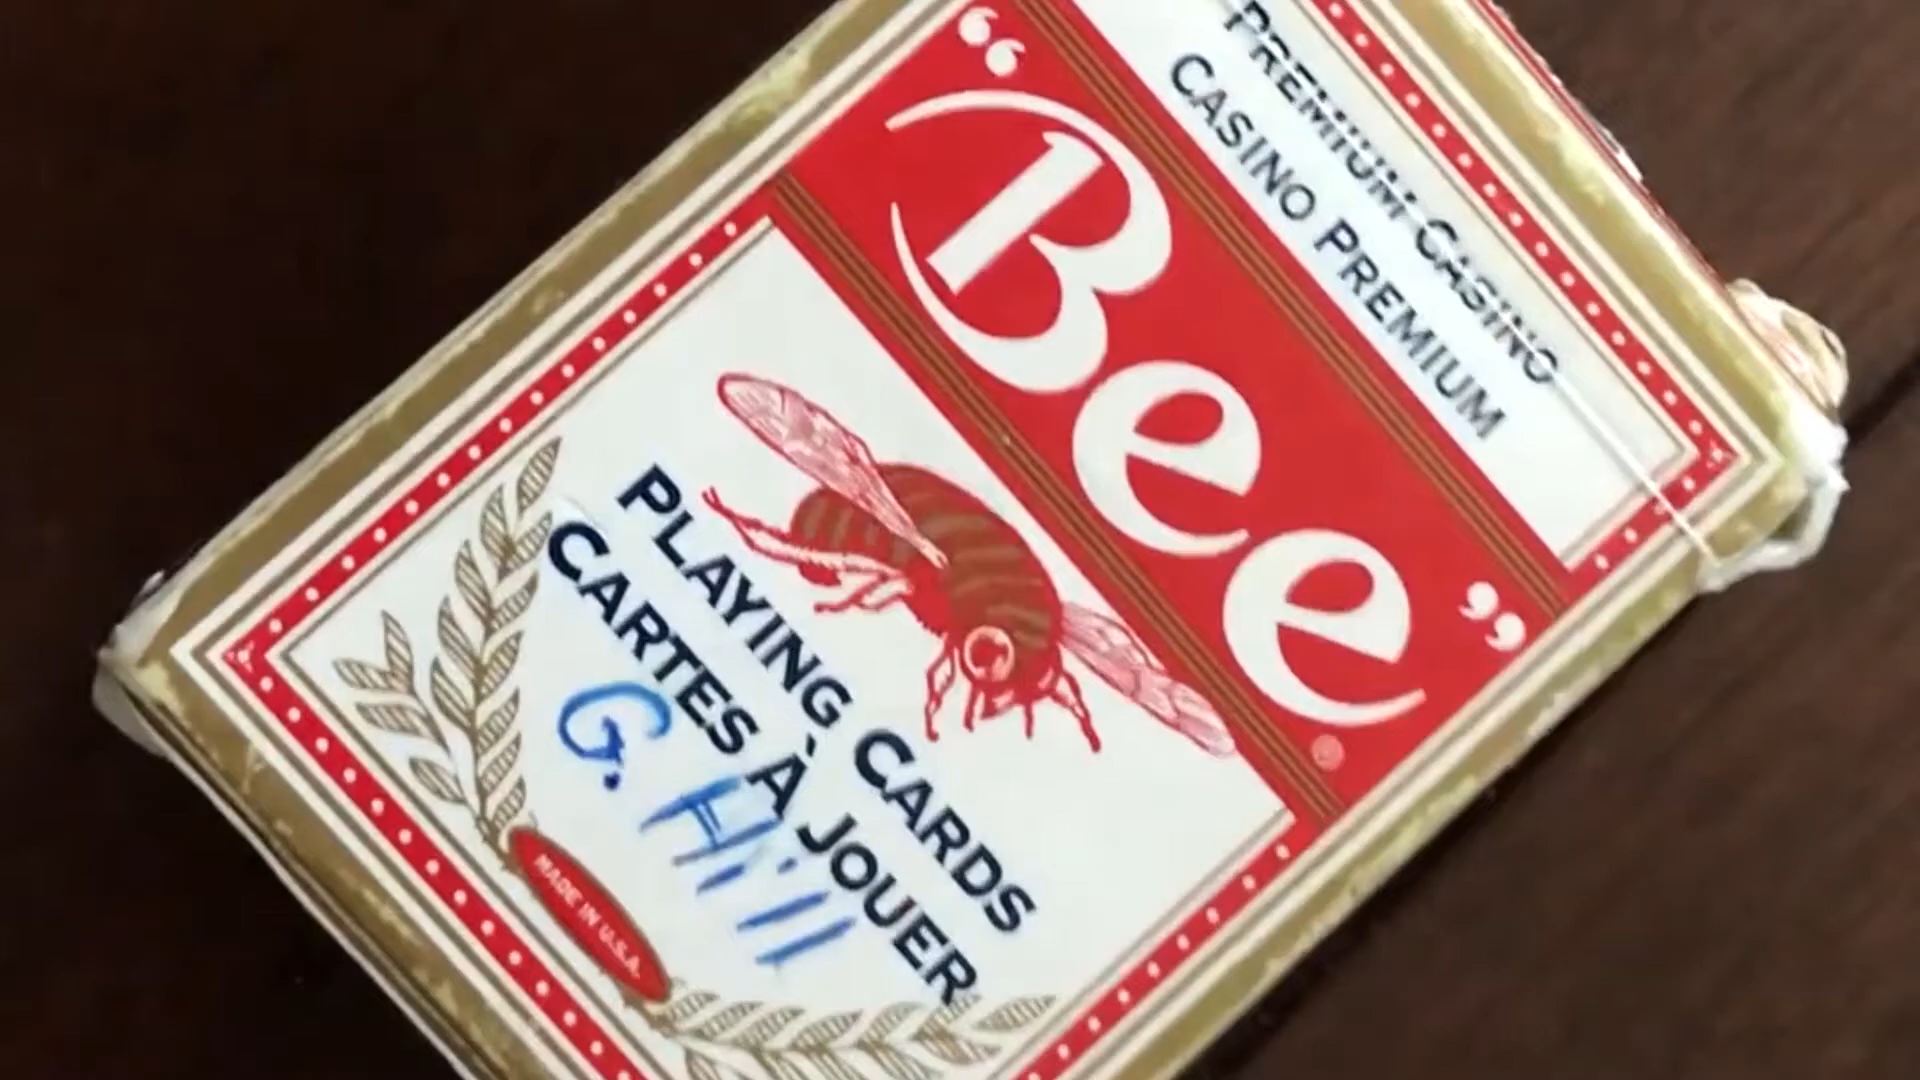 PREMIUM CASINO
CASINO PREMIUM
“Bee”
®
PLAYING CARDS
CARTES À JOUER
G. Hill
MADE IN U.S.A.